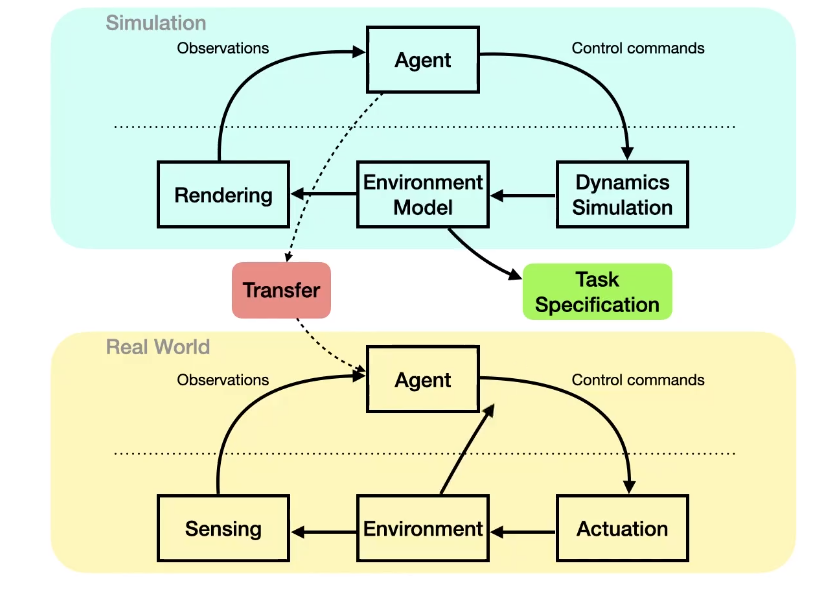 Simulation
Observations
Agent
Control commands
Rendering
Environment
Model
Dynamics
Simulation
Transfer
Task
Specification
Real World
Observations
Agent
Control commands
Sensing
Environment
Actuation